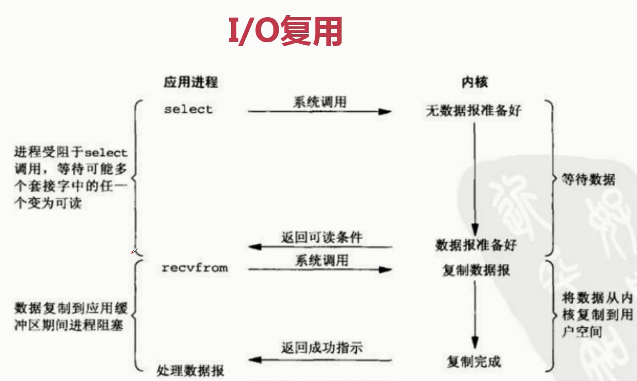 I/O复用
应用进程
内核
select
系统调用
无数据报准备好
进程受阻于select
调用，等待可能多
个套接字中的任一
个变为可读
等待数据
返回可读条件
数据报准备好
recvfrom
系统调用
复制数据报
数据复制到应用缓
冲区期间进程阻塞
将数据从内
核复制到用
户空间
返回成功指示
处理数据报
复制完成